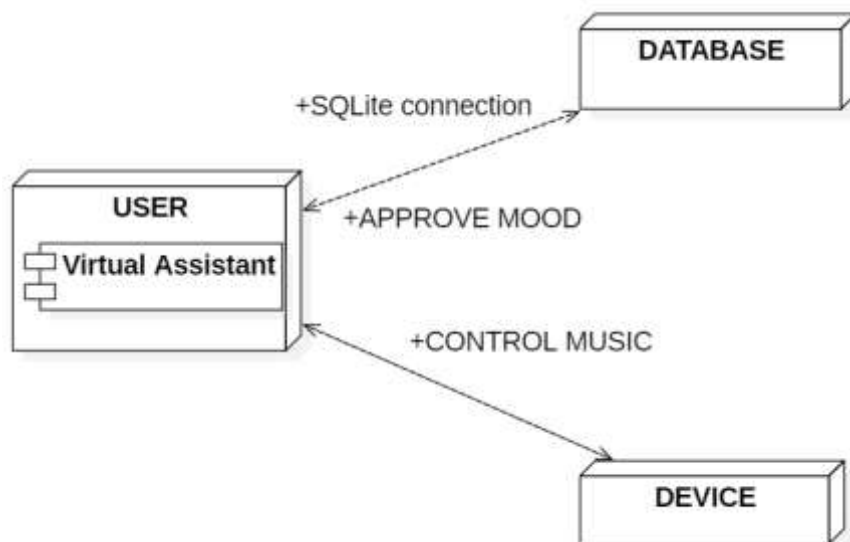 DATABASE
+SQLite connection
USER
+APPROVE MOOD
Virtual Assistant
+CONTROL MUSIC
DEVICE